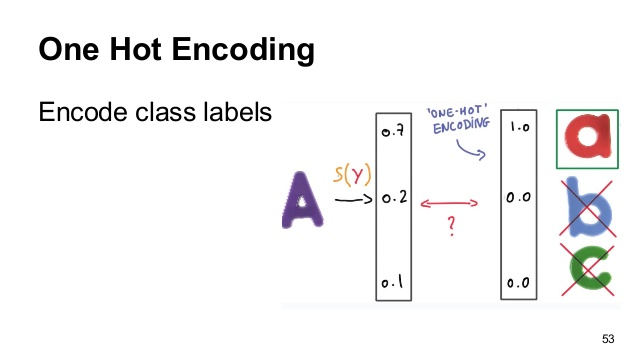 One Hot Encoding
Encode class labels
A
S(Y)
0.7
0.2
0.1
?
'ONE-HOT'
ENCODING
1.0
0.0
0.0
a
b
c
53